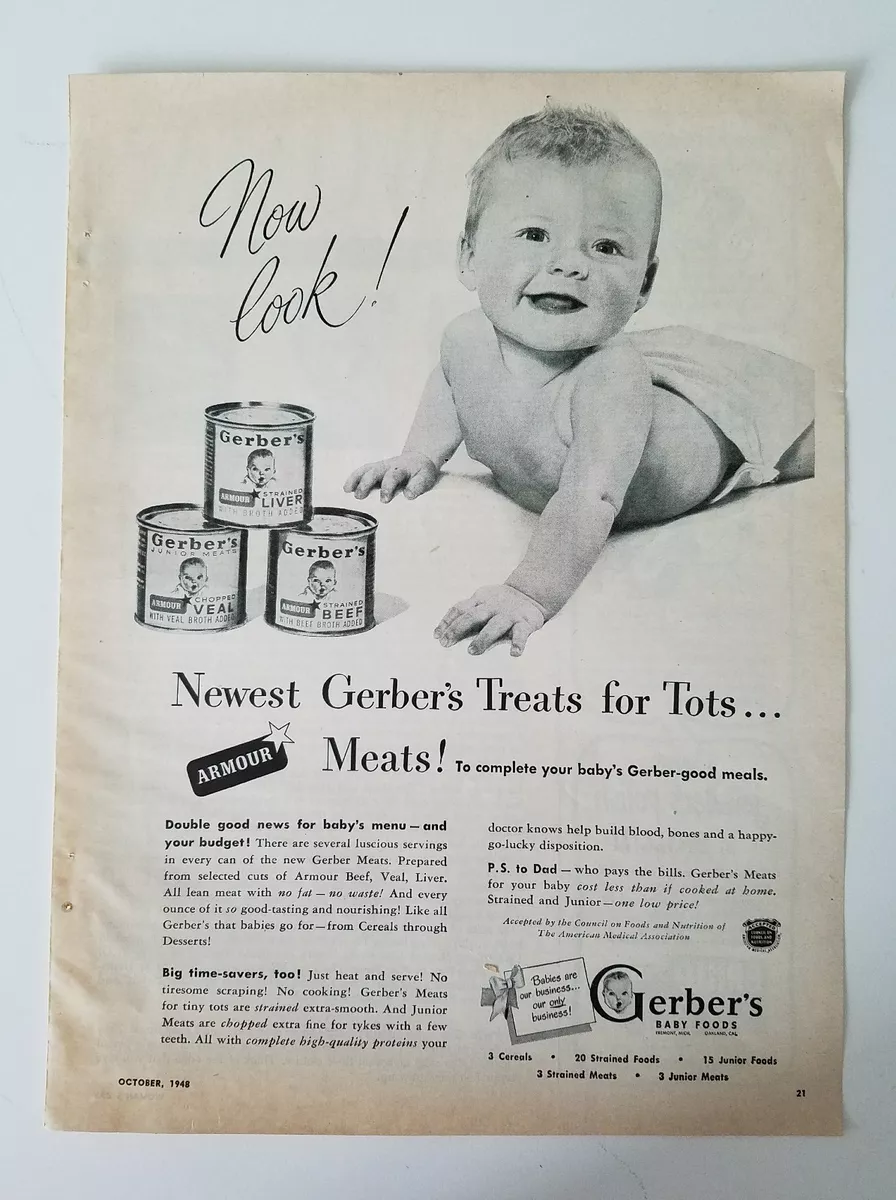 Now
look!
Gerber's
ARMOUR STRAINED
LIVER
WITH BROTH ADDED
Gerber's
JUNIOR MEATS
ARMOUR CHOPPED
VEAL
WITH VEAL BROTH ADDED
Gerber's
ARMOUR STRAINED
BEEF
WITH BEEF BROTH ADDED
Newest Gerber's Treats for Tots...
ARMOUR
Meats! To complete your baby's Gerber-good meals.
Double good news for baby's menu—and
your budget! There are several luscious servings
in every can of the new Gerber Meats. Prepared
from selected cuts of Armour Beef, Veal, Liver.
All lean meat with no fat—no waste! And every
ounce of it so good-tasting and nourishing! Like all
Gerber's that babies go for—from Cereals through
Desserts!
Big time-savers, too! Just heat and serve! No
tiresome scraping! No cooking! Gerber's Meats
for tiny tots are strained extra-smooth. And Junior
Meats are chopped extra fine for tykes with a few
teeth. All with complete high-quality proteins your
doctor knows help build blood, bones and a happy-
go-lucky disposition.
P.S. to Dad—who pays the bills. Gerber's Meats
for your baby cost less than if cooked at home.
Strained and Junior—one low price!
Accepted by the Council on Foods and Nutrition of
The American Medical Association
ACCEPTED
COUNCIL ON
FOODS AND
NUTRITION
Babies are
our business...
our only
business!
Gerber's
BABY FOODS
FREMONT, MICH. OAKLAND, CAL.
3 Cereals • 20 Strained Foods • 15 Junior Foods
3 Strained Meats • 3 Junior Meats
OCTOBER, 1948
21